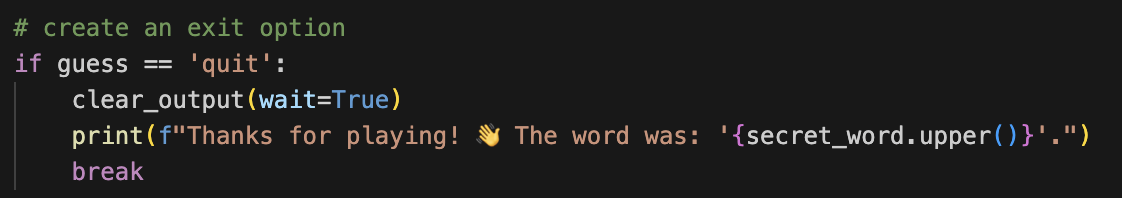 # create an exit option
if guess == 'quit':
    clear_output(wait=True)
    print(f"Thanks for playing! 👋 The word was: '{secret_word.upper()}'.")
    break